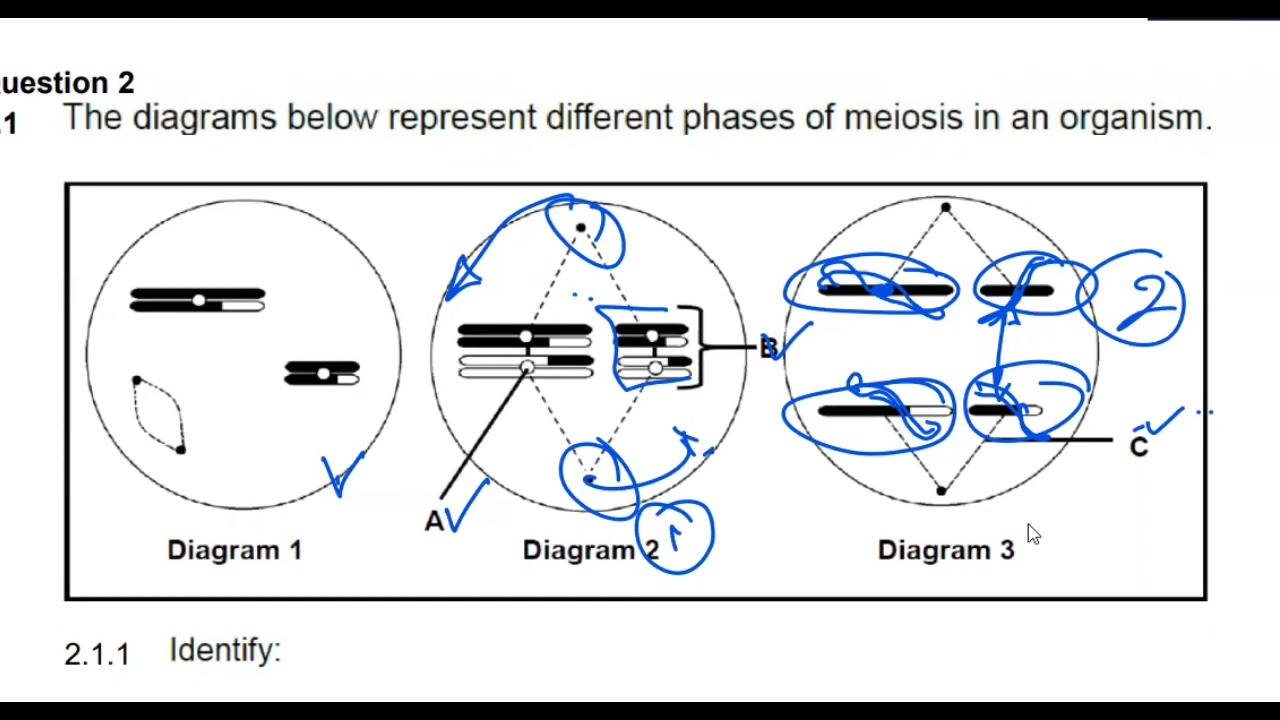 uestion 2
.1 The diagrams below represent different phases of meiosis in an organism.
B
2
C
A
1
Diagram 1
Diagram 2
Diagram 3
2.1.1 Identify: